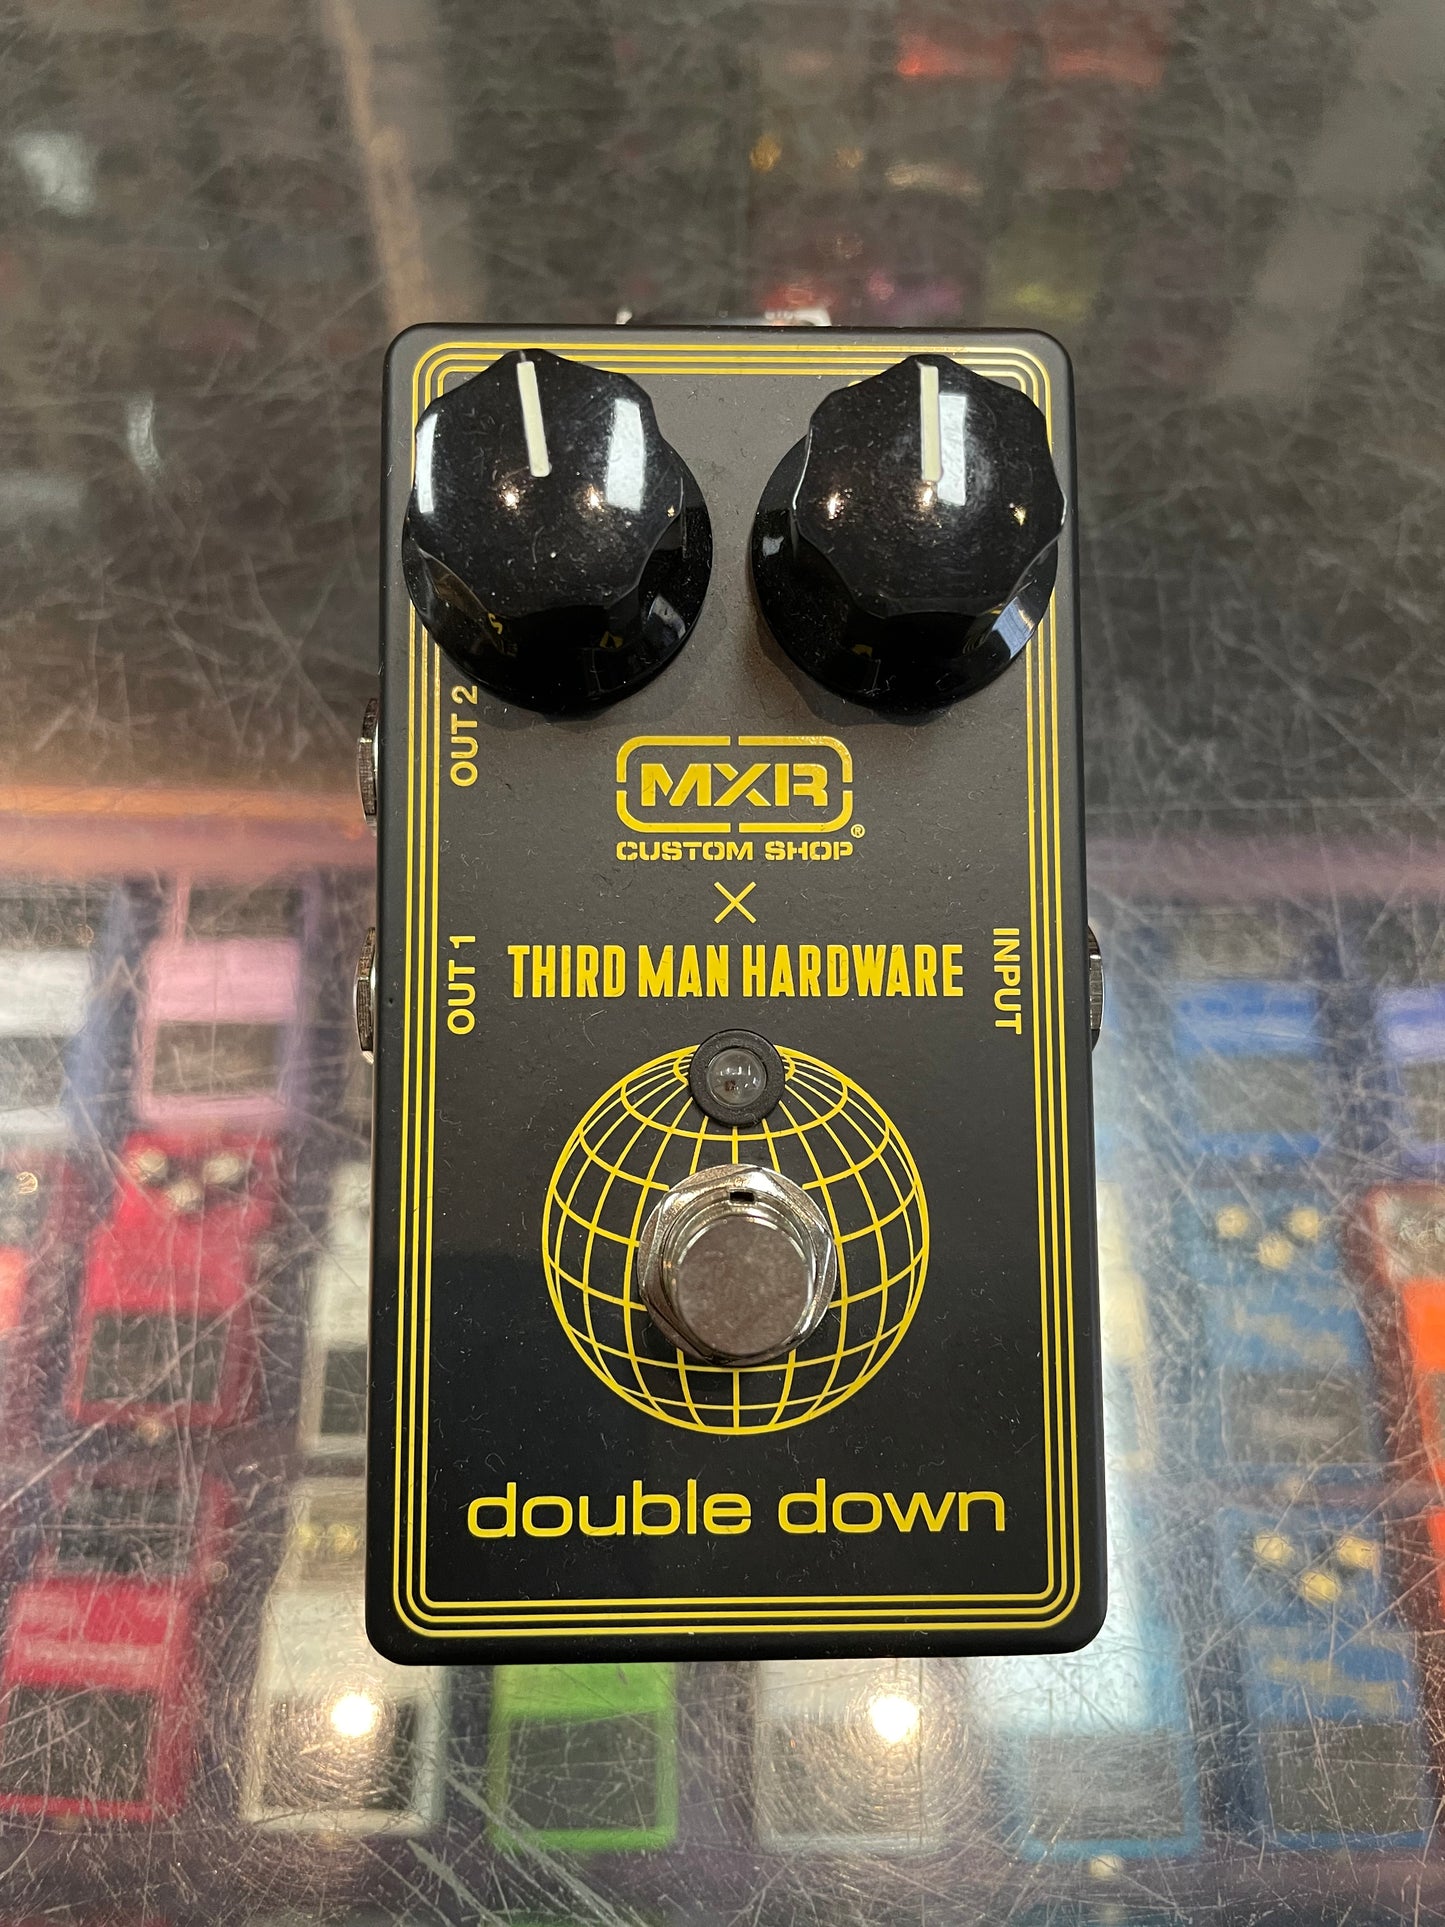 OUT 2
MXR
®
CUSTOM SHOP
×
THIRD MAN HARDWARE
OUT 1
INPUT
double down